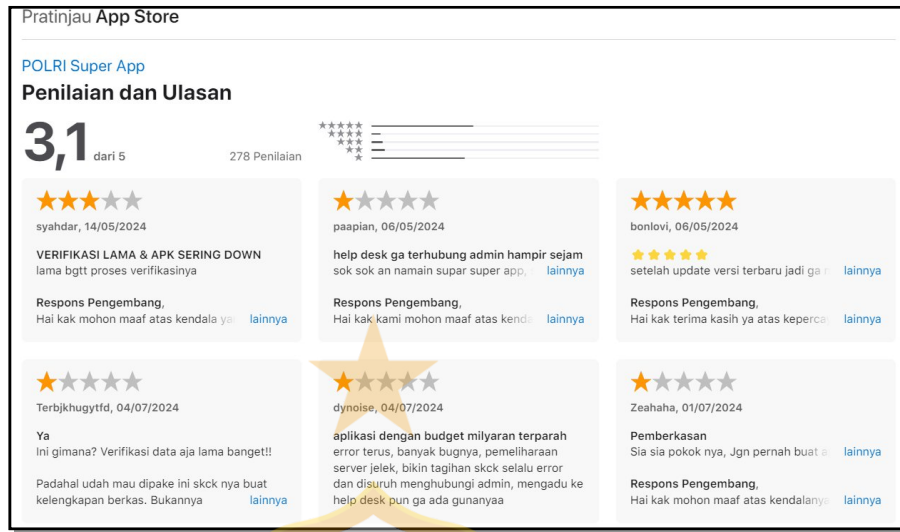 Pratinjau App Store
POLRI Super App
Penilaian dan Ulasan
3,1 dari 5
278 Penilaian
syahdar, 14/05/2024
VERIFIKASI LAMA & APK SERING DOWN
lama bgtt proses verifikasinya
Respons Pengembang,
Hai kak mohon maaf atas kendala lainnya
paapian, 06/05/2024
help desk ga terhubung admin hampir sejam
sok sok an namain supar super app, lainnya
Respons Pengembang,
Hai kak kami mohon maaf atas lainnya
bonlovi, 06/05/2024
setelah update versi terbaru jadi ga lainnya
Respons Pengembang,
Hai kak terima kasih ya atas lainnya
Terbjkhugytfd, 04/07/2024
Ya
Ini gimana? Verifikasi data aja lama banget!!
Padahal udah mau dipake ini skck nya buat
kelengkapan berkas. Bukannya lainnya
dynoise, 04/07/2024
aplikasi dengan budget milyaran terparah
error terus, banyak bugnya, pemeliharaan
server jelek, bikin tagihan skck selalu error
dan disuruh menghubungi admin, mengadu ke
help desk pun ga ada gunanyaa
Zeahaha, 01/07/2024
Pemberkasan
Sia sia pokok nya, Jgn pernah buat lainnya
Respons Pengembang,
Hai kak mohon maaf atas kendalanya lainnya